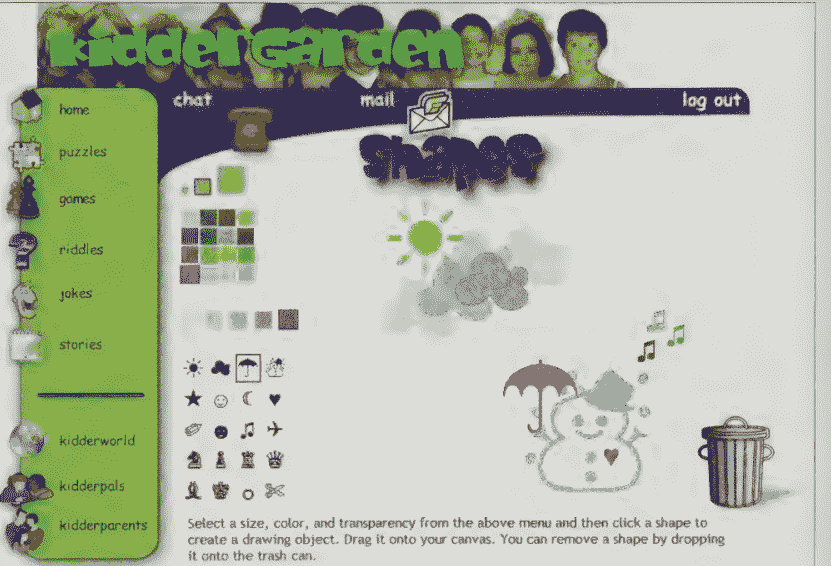 kiddergarden
chat
mail
log out
home
puzzles
games
riddles
jokes
stories
kidderworld
kidderpals
kidderparents
shapes
Select a size, color, and transparency from the above menu and then click a shape to
create a drawing object. Drag it onto your canvas. You can remove a shape by dropping
it onto the trash can.